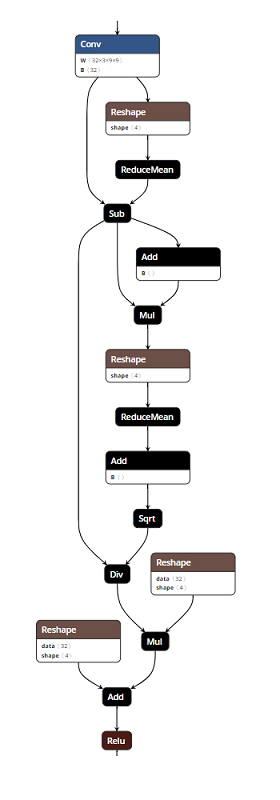 Conv
W ⟨32×3×9×9⟩
B ⟨32⟩
Reshape
shape ⟨4⟩
ReduceMean
Sub
Add
B ⟨⟩
Mul
Reshape
shape ⟨4⟩
ReduceMean
Add
B ⟨⟩
Sqrt
Reshape
data ⟨32⟩
shape ⟨4⟩
Div
Reshape
data ⟨32⟩
shape ⟨4⟩
Mul
Add
Relu